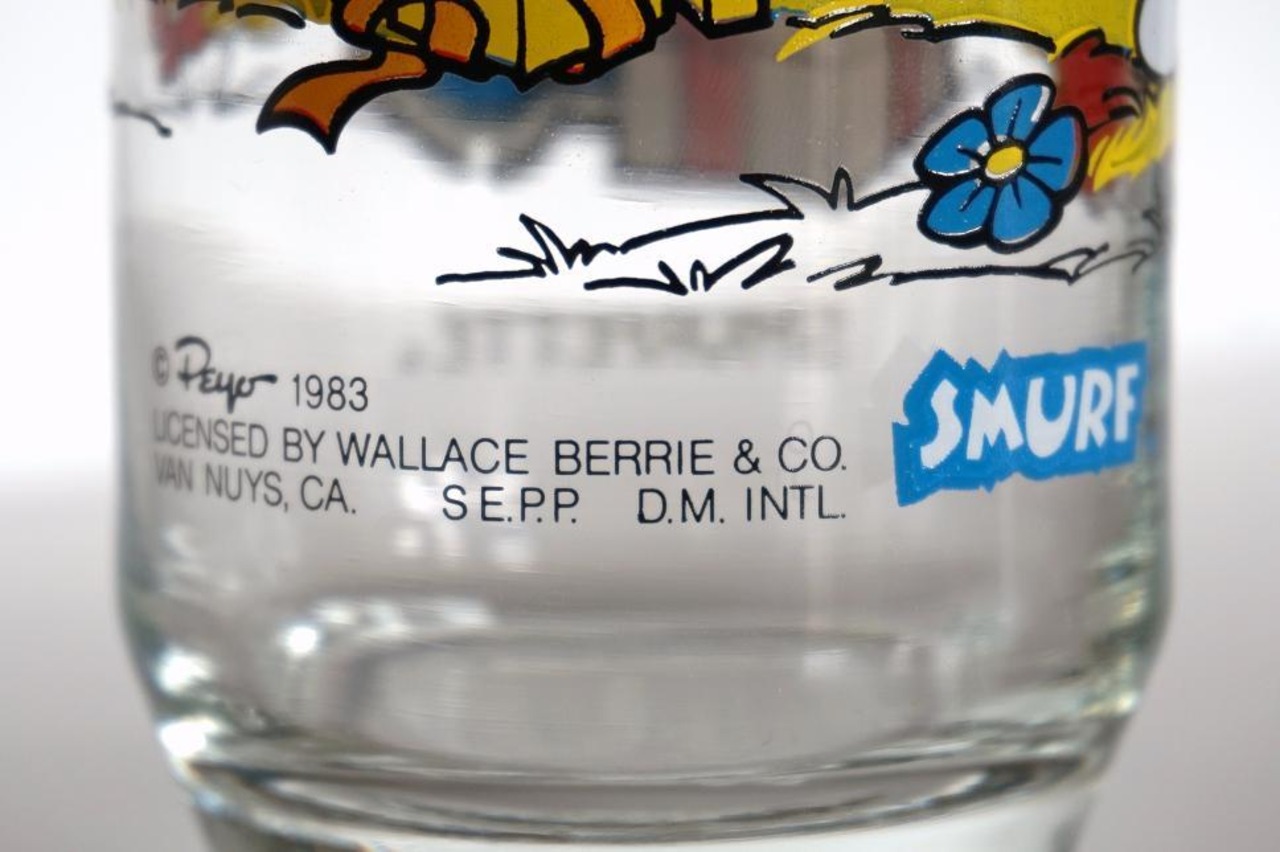 © Peyo 1983
LICENSED BY WALLACE BERRIE & CO.
VAN NUYS, CA. S.E.P.P. D.M. INTL.
SMURF